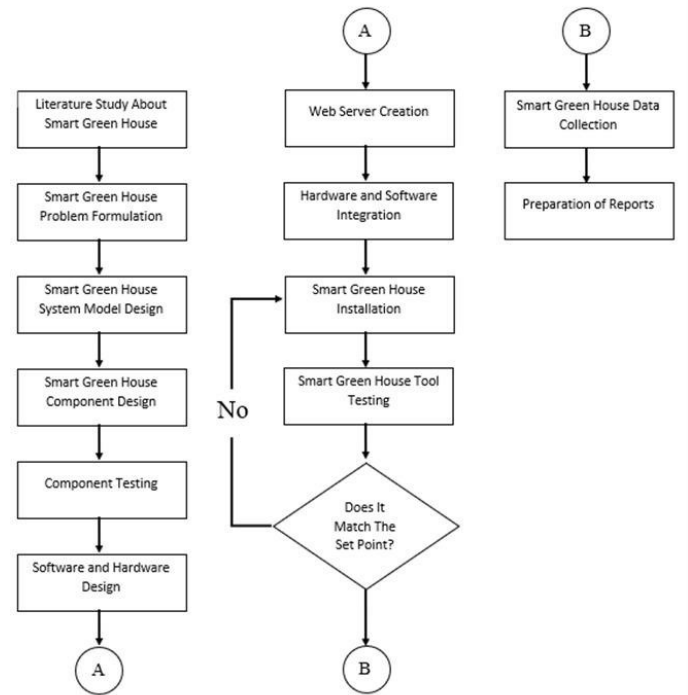 Literature Study About
Smart Green House
Smart Green House
Problem Formulation
Smart Green House
System Model Design
Smart Green House
Component Design
Component Testing
Software and Hardware
Design
A
A
Web Server Creation
Hardware and Software
Integration
Smart Green House
Installation
Smart Green House Tool
Testing
No
Does It
Match The
Set Point?
B
B
Smart Green House Data
Collection
Preparation of Reports